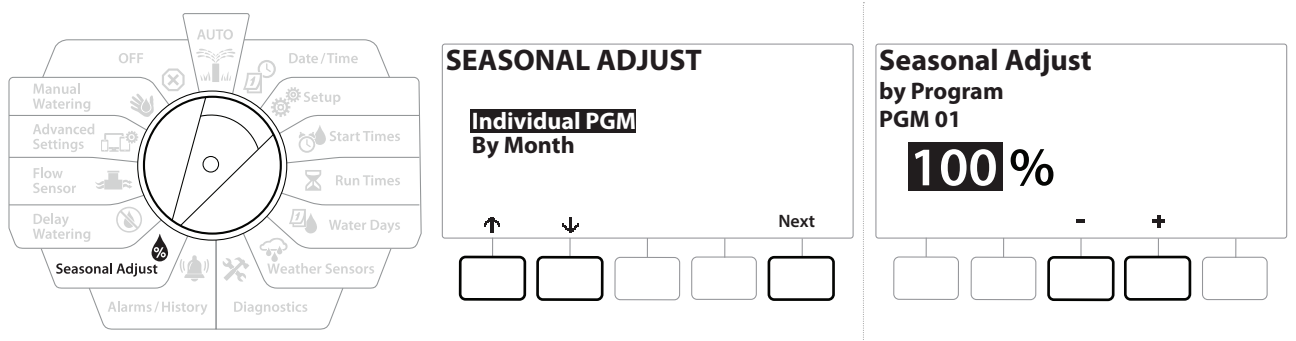 AUTO
OFF
Date/Time
Manual
Watering
Setup
Advanced
Settings
Start Times
Flow
Sensor
Run Times
Delay
Watering
Water Days
%
Seasonal Adjust
Weather Sensors
Alarms/History
Diagnostics
SEASONAL ADJUST
Individual PGM
By Month
Next
Seasonal Adjust
by Program
PGM 01
100 %
- +